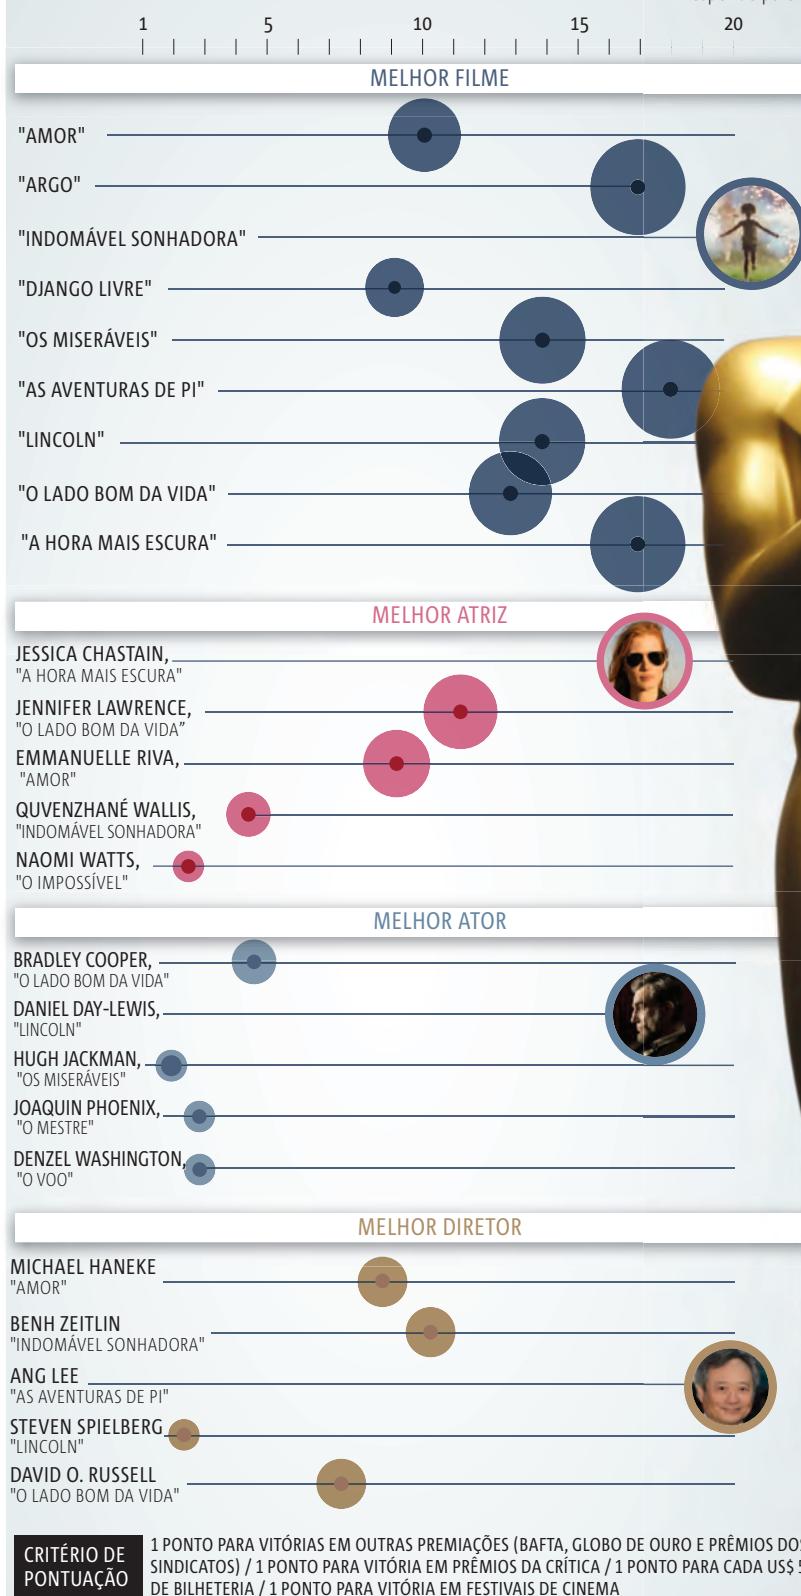 1 5 10 15 20
MELHOR FILME
"AMOR"
"ARGO"
"INDOMÁVEL SONHADORA"
"DJANGO LIVRE"
"OS MISERÁVEIS"
"AS AVENTURAS DE PI"
"LINCOLN"
"O LADO BOM DA VIDA"
"A HORA MAIS ESCURA"
MELHOR ATRIZ
JESSICA CHASTAIN,
"A HORA MAIS ESCURA"
JENNIFER LAWRENCE,
"O LADO BOM DA VIDA”
EMMANUELLE RIVA,
"AMOR"
QUVENZHANÉ WALLIS,
"INDOMÁVEL SONHADORA"
NAOMI WATTS,
"O IMPOSSÍVEL"
MELHOR ATOR
BRADLEY COOPER,
"O LADO BOM DA VIDA"
DANIEL DAY-LEWIS,
"LINCOLN"
HUGH JACKMAN,
"OS MISERÁVEIS"
JOAQUIN PHOENIX,
"O MESTRE"
DENZEL WASHINGTON,
"O VOO"
MELHOR DIRETOR
MICHAEL HANEKE
"AMOR"
BENH ZEITLIN
"INDOMÁVEL SONHADORA"
ANG LEE
"AS AVENTURAS DE PI"
STEVEN SPIELBERG
"LINCOLN"
DAVID O. RUSSELL
"O LADO BOM DA VIDA"
CRITÉRIO DE
PONTUAÇÃO
1 PONTO PARA VITÓRIAS EM OUTRAS PREMIAÇÕES (BAFTA, GLOBO DE OURO E PRÊMIOS DOS
SINDICATOS) / 1 PONTO PARA VITÓRIA EM PRÊMIOS DA CRÍTICA / 1 PONTO PARA CADA US$
DE BILHETERIA / 1 PONTO PARA VITÓRIA EM FESTIVAIS DE CINEMA